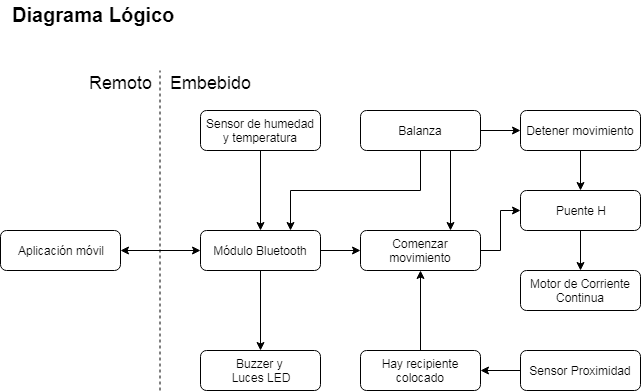 Diagrama Lógico
Remoto
Embebido
Sensor de humedad
y temperatura
Balanza
Detener movimiento
Puente H
Aplicación móvil
Módulo Bluetooth
Comenzar
movimiento
Motor de Corriente
Continua
Buzzer y
Luces LED
Hay recipiente
colocado
Sensor Proximidad